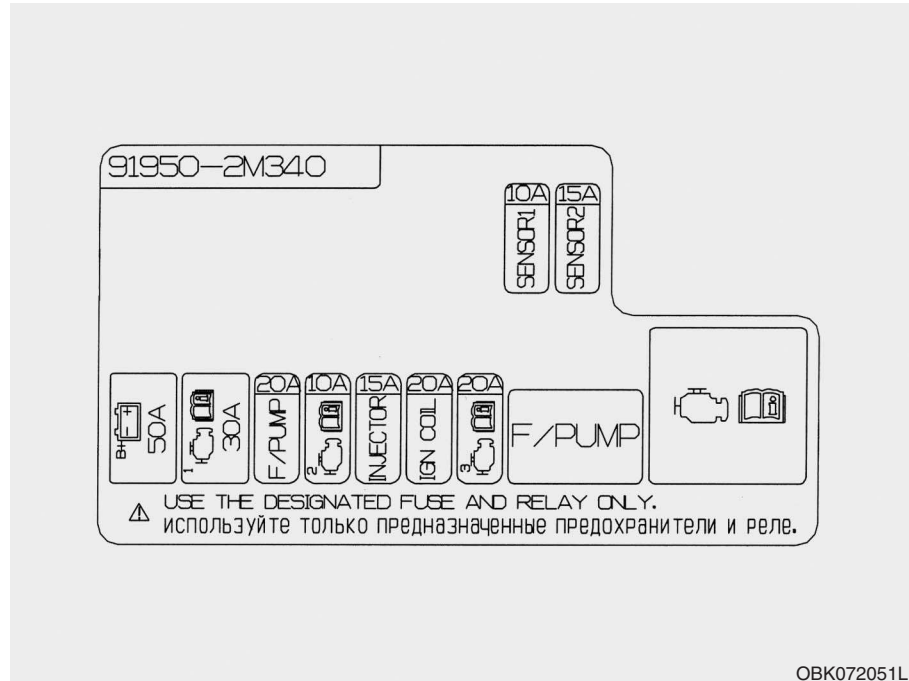 91950-2M340
10A 15A
SENSOR1 SENSOR2
B+ 50A
1 30A
20A F/PUMP
2 10A
15A INJECTOR
20A IGN COIL
3 20A
F/PUMP
USE THE DESIGNATED FUSE AND RELAY ONLY.
ИСПОЛЬЗУЙТЕ ТОЛЬКО ПРЕДНАЗНАЧЕННЫЕ ПРЕДОХРАНИТЕЛИ И РЕЛЕ.
OBK072051L